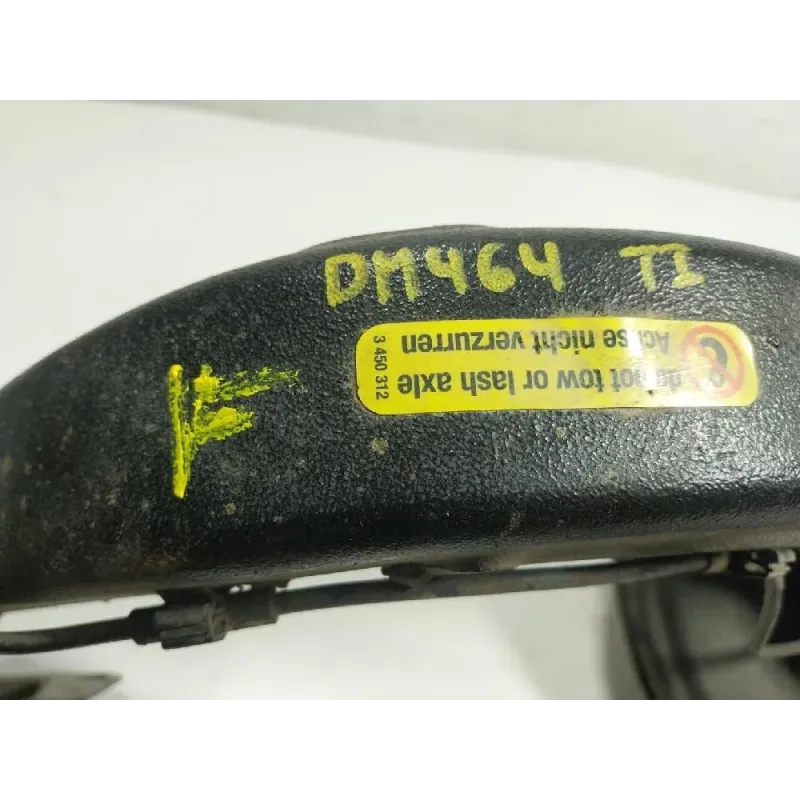 DM464 TI
F
do not tow or lash axle
Achse nicht verzurren
3 450 312